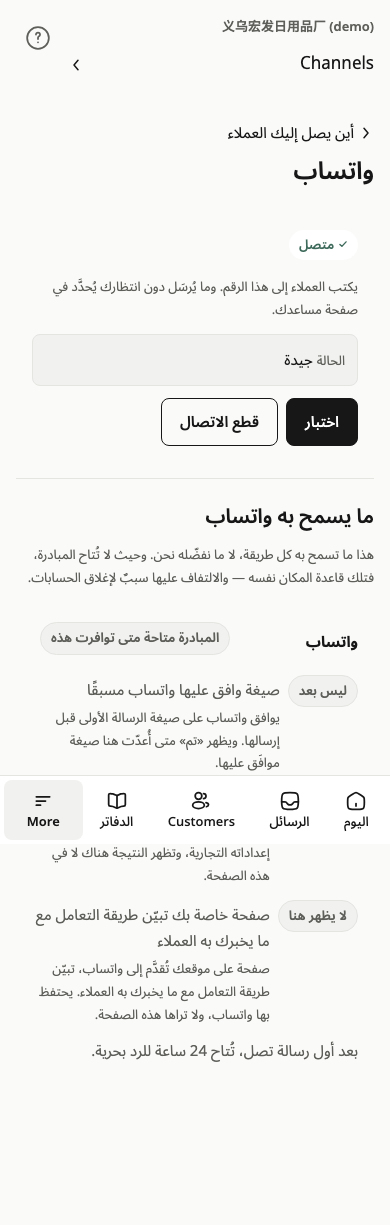 义乌宏发日用品厂 (demo)
Channels
أين يصل إليك العملاء
واتساب
متصل
يكتب العملاء إلى هذا الرقم. وما يُرسَل دون انتظارك يُحدَّد في
صفحة مساعدك.
الحالة جيدة
اختبار
قطع الاتصال
ما يسمح به واتساب
هذا ما تسمح به كل طريقة، لا ما نفضّله نحن. وحيث لا تُتاح المبادرة،
فتلك قاعدة المكان نفسه — والالتفاف عليها سببٌ لإغلاق الحسابات.
واتساب
المبادرة متاحة متى توافرت هذه
ليس بعد
صيغة وافق عليها واتساب مسبقًا
يوافق واتساب على صيغة الرسالة الأولى قبل
إرسالها. ويظهر «تم» متى أُعدّت هنا صيغة
موافَق عليها.
اليوم
الرسائل
Customers
الدفاتر
More
إعداداته التجارية، وتظهر النتيجة هناك لا في
هذه الصفحة.
لا يظهر هنا
صفحة خاصة بك تبيّن طريقة التعامل مع
ما يخبرك به العملاء
صفحة على موقعك تُقدَّم إلى واتساب، تبيّن
طريقة التعامل مع ما يخبرك به العملاء. يحتفظ
بها واتساب، ولا تراها هذه الصفحة.
بعد أول رسالة تصل، تُتاح 24 ساعة للرد بحرية.